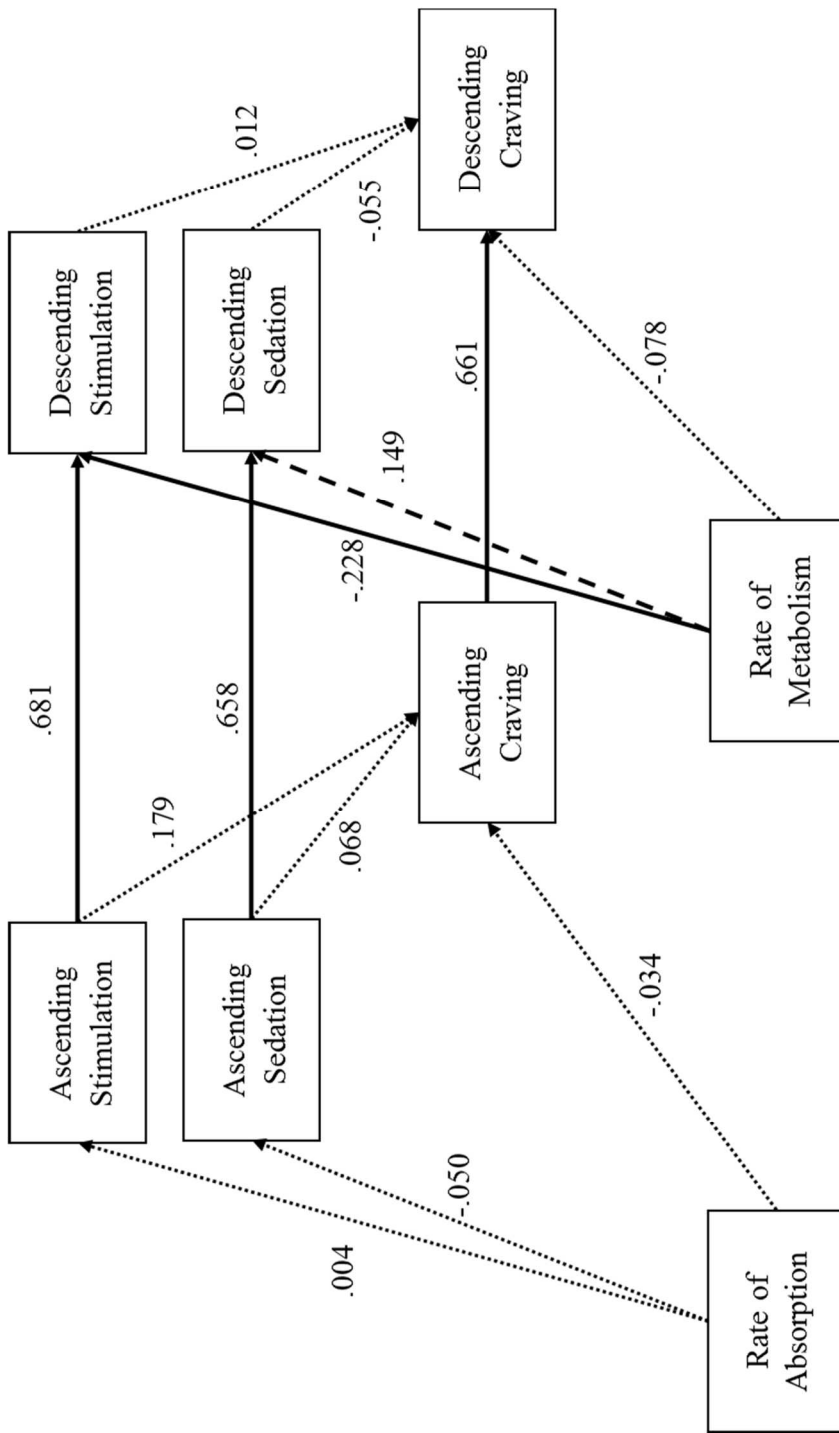 Ascending
Stimulation
.681
Descending
Stimulation
.179
.012
Ascending
Sedation
.658
Descending
Sedation
.068
-.055
.004
-.050
-.228
.149
Ascending
Craving
.661
Descending
Craving
-.034
-.078
Rate of
Absorption
Rate of
Metabolism